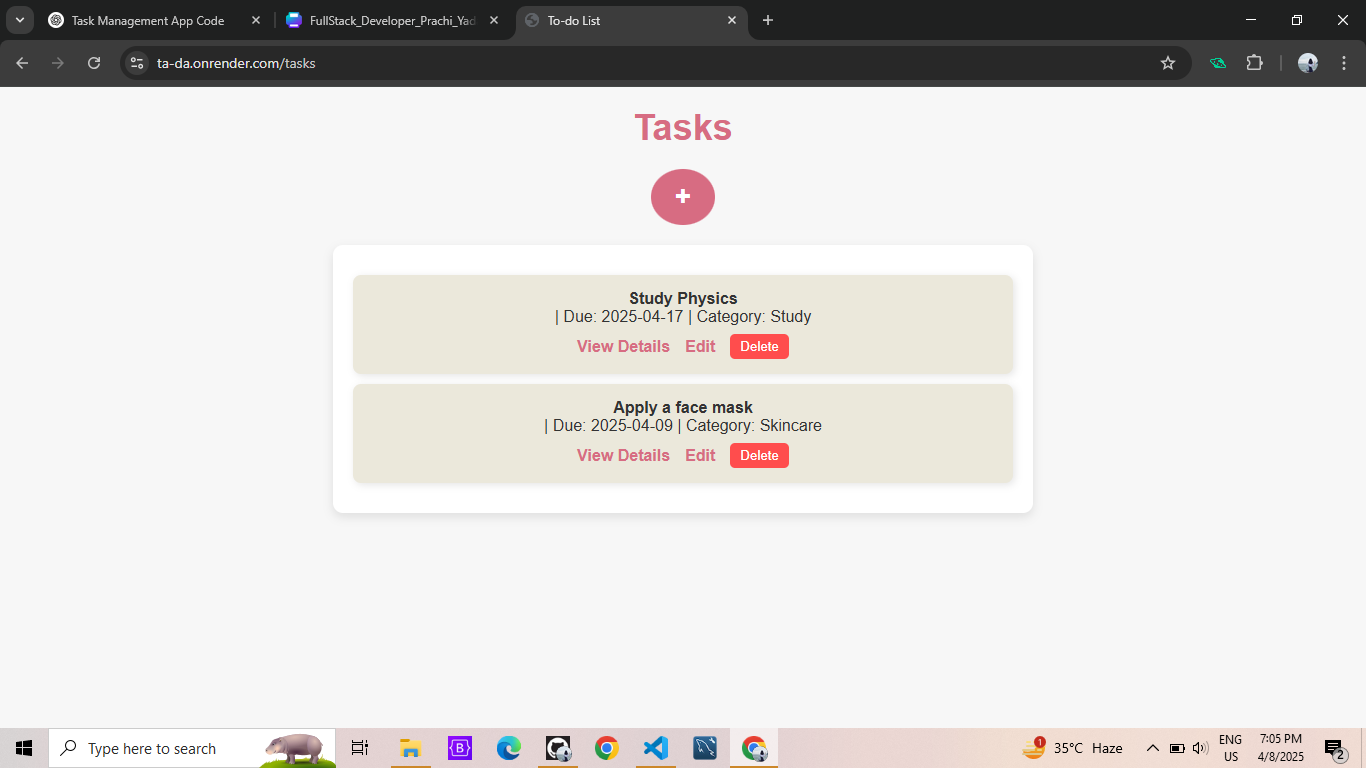 Task Management App Code
FullStack_Developer_Prachi_Yad
To-do List
ta-da.onrender.com/tasks
Tasks
+
Study Physics
| Due: 2025-04-17 | Category: Study
View Details Edit Delete
Apply a face mask
| Due: 2025-04-09 | Category: Skincare
View Details Edit Delete
Type here to search
1
35°C Haze
ENG
US
7:05 PM
4/8/2025
2